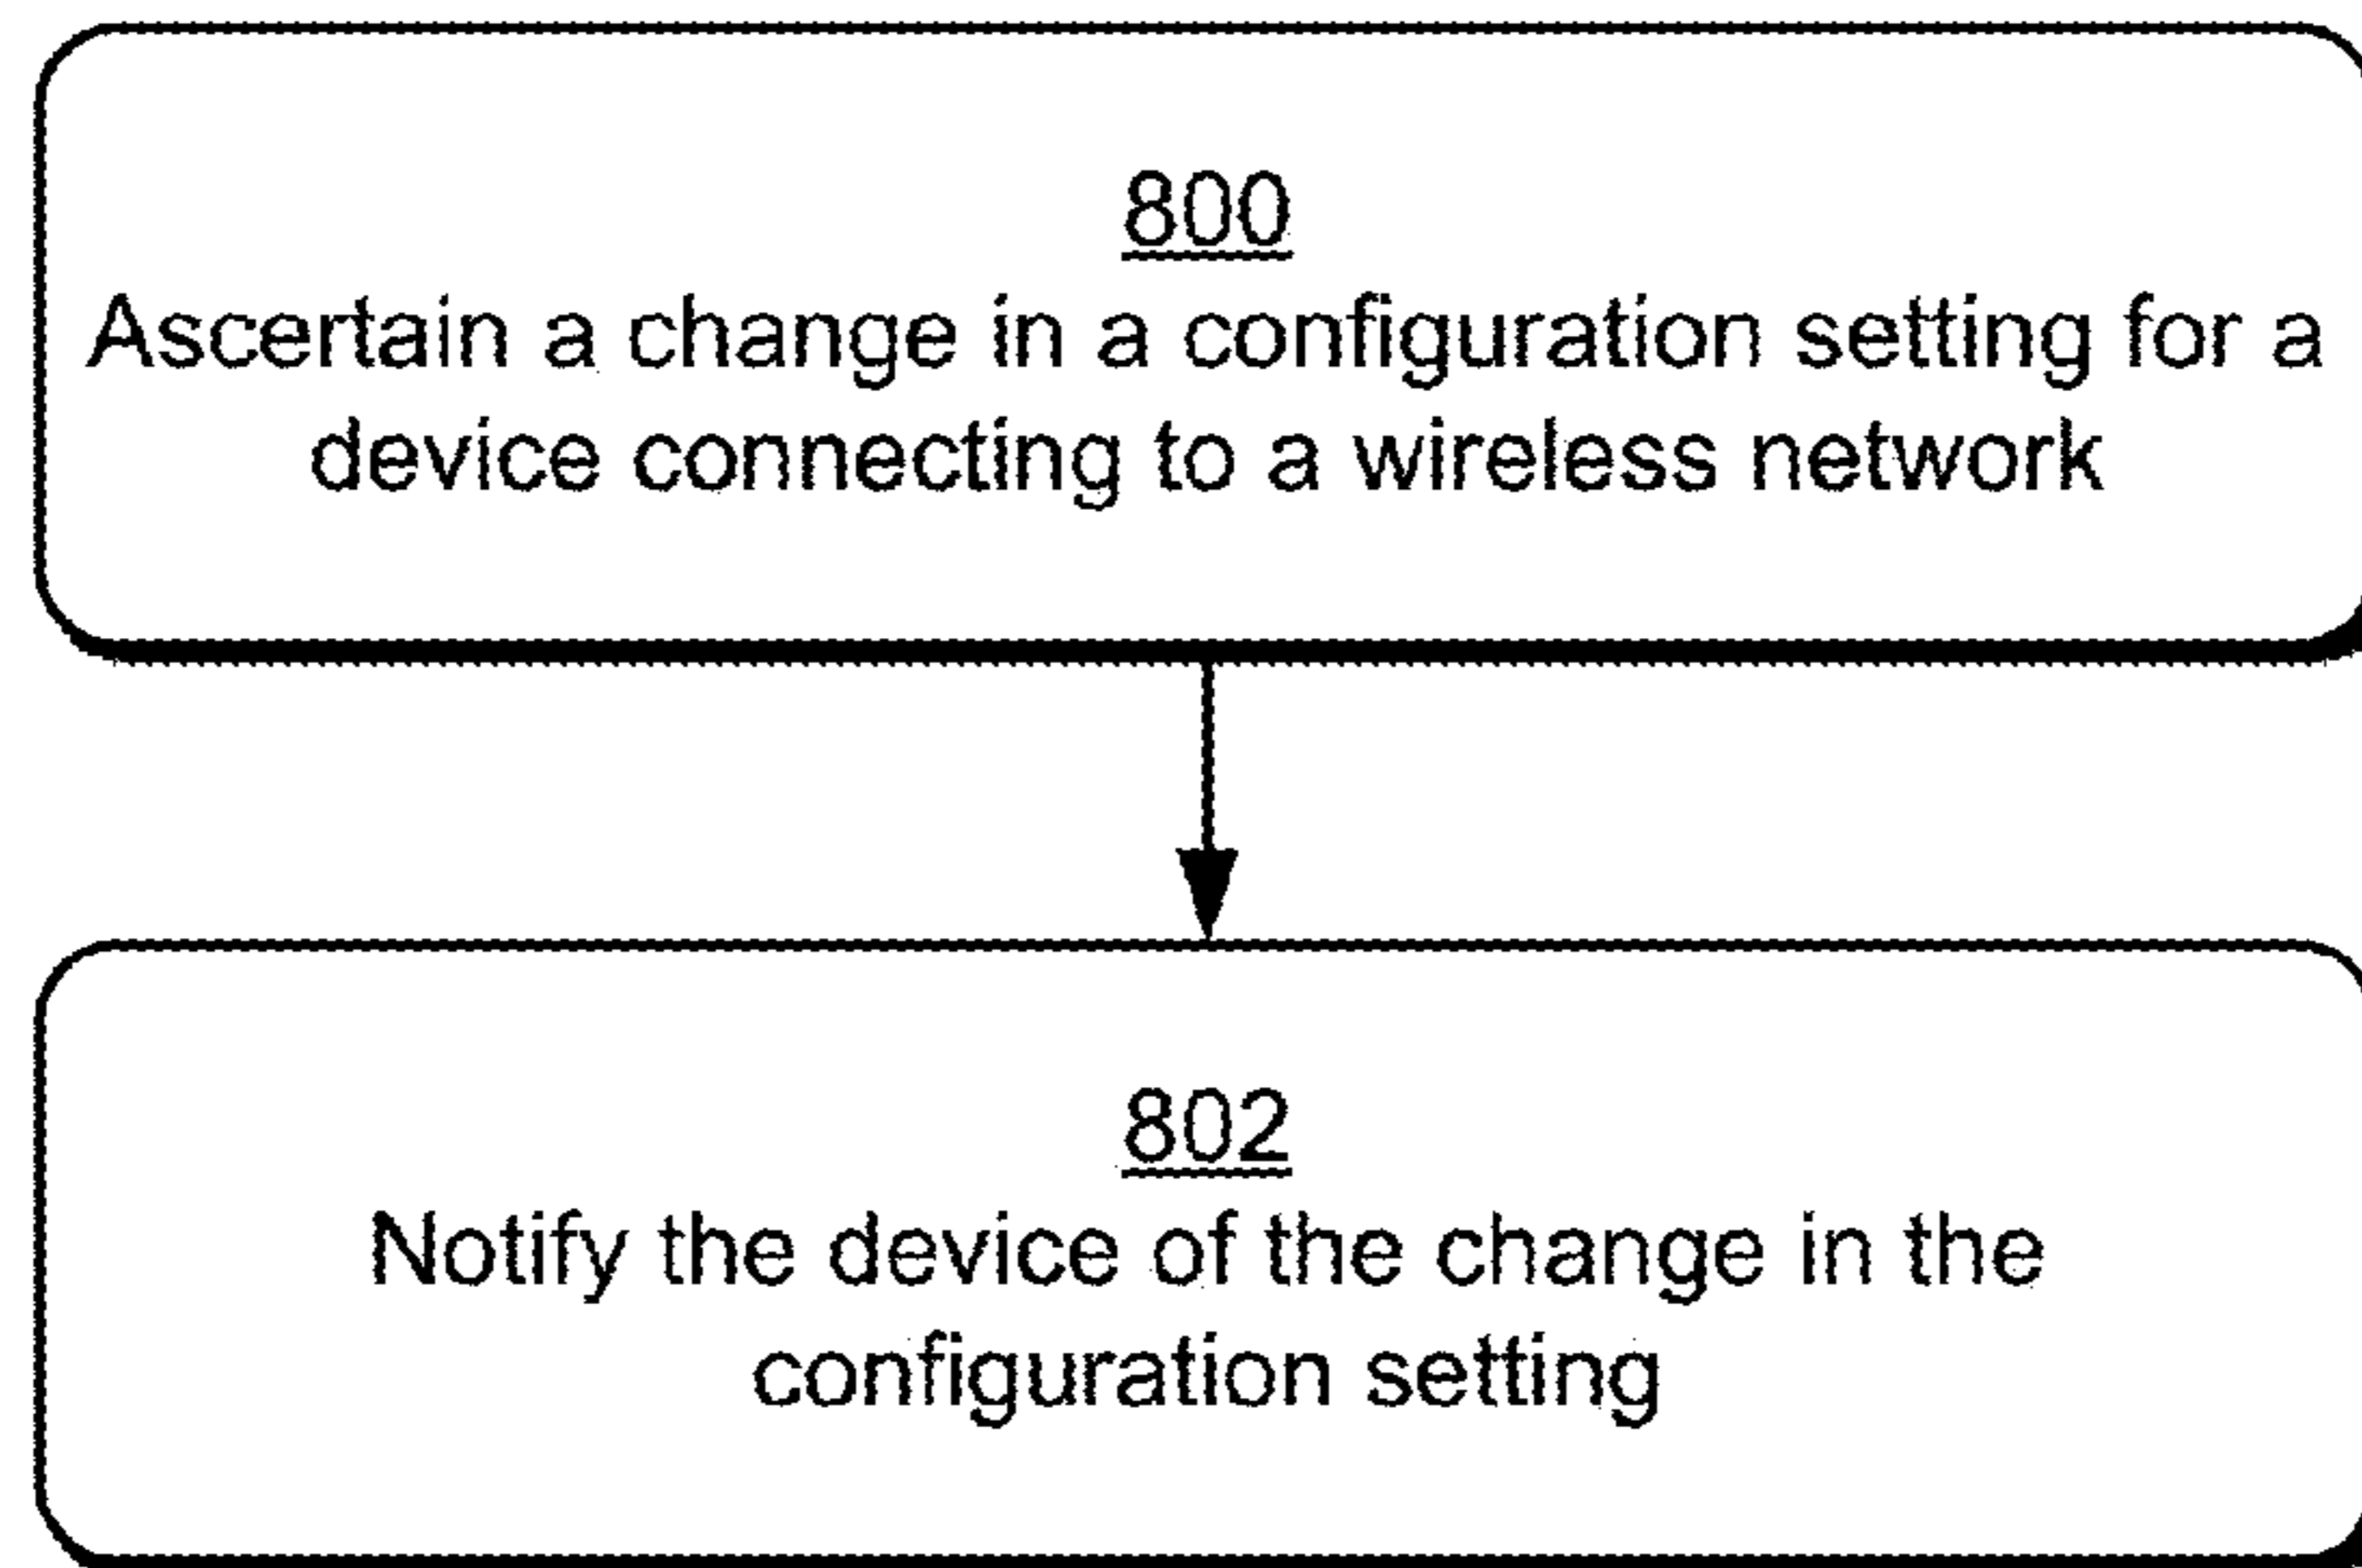 800
Ascertain a change in a configuration setting for a
device connecting to a wireless network
802
Notify the device of the change in the
configuration setting